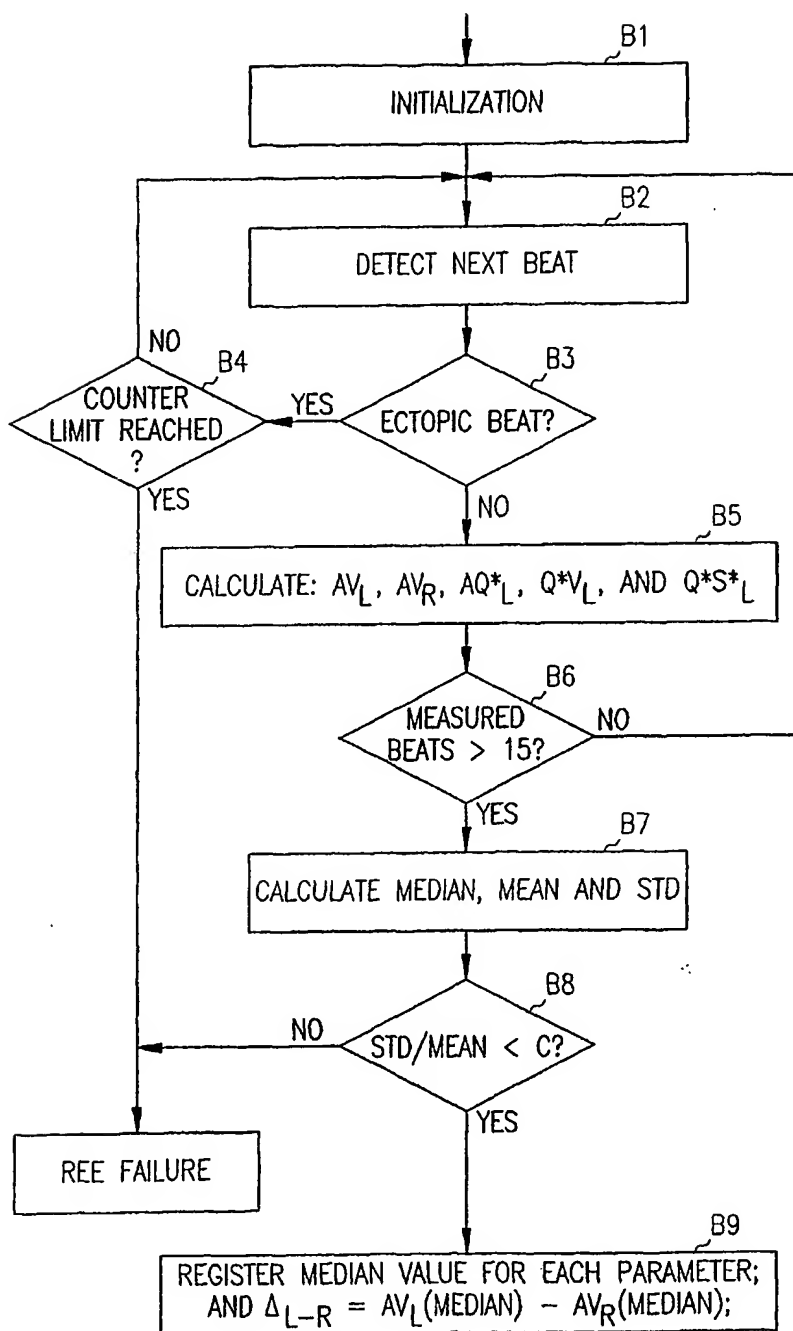 B1
INITIALIZATION
B2
DETECT NEXT BEAT
NO
B4
COUNTER
LIMIT REACHED
?
YES
YES
B3
ECTOPIC BEAT?
NO
B5
CALCULATE: AV_L, AV_R, AQ*_L, Q*V_L, AND Q*S*_L
B6
MEASURED
BEATS > 15?
NO
YES
B7
CALCULATE MEDIAN, MEAN AND STD
B8
NO
STD/MEAN < C?
YES
REE FAILURE
B9
REGISTER MEDIAN VALUE FOR EACH PARAMETER;
AND Δ_L-R = AV_L(MEDIAN) – AV_R(MEDIAN);